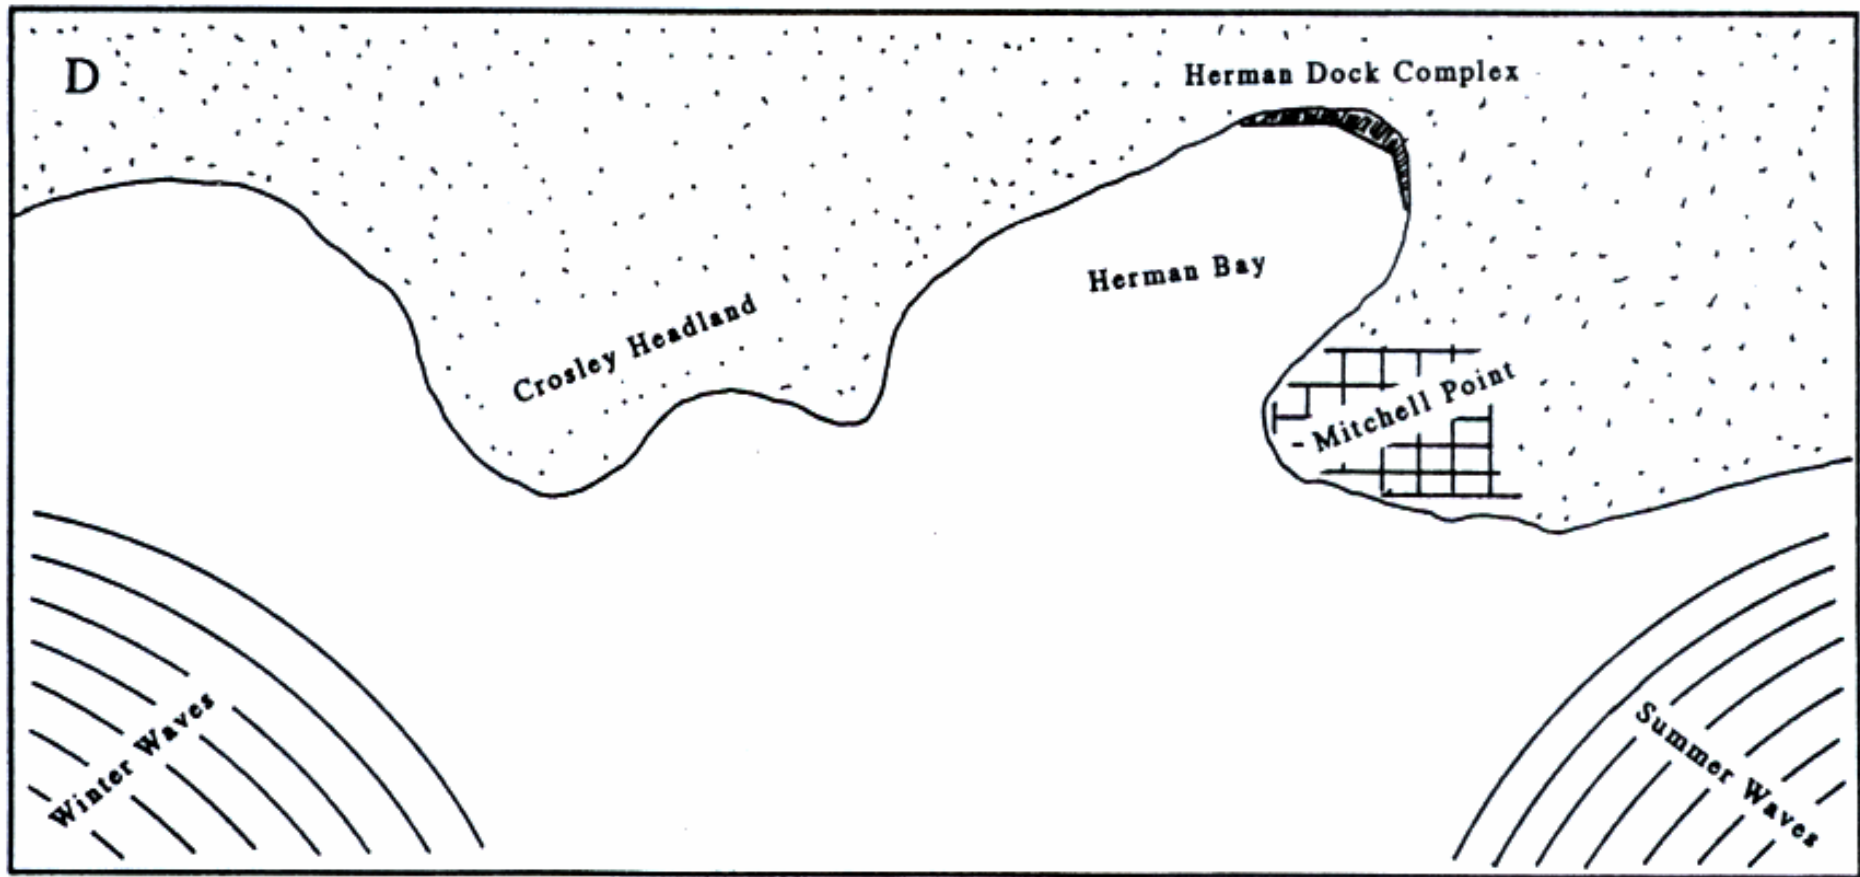 D
Herman Dock Complex
Herman Bay
Crosley Headland
- Mitchell Point
Winter Waves
Summer Waves